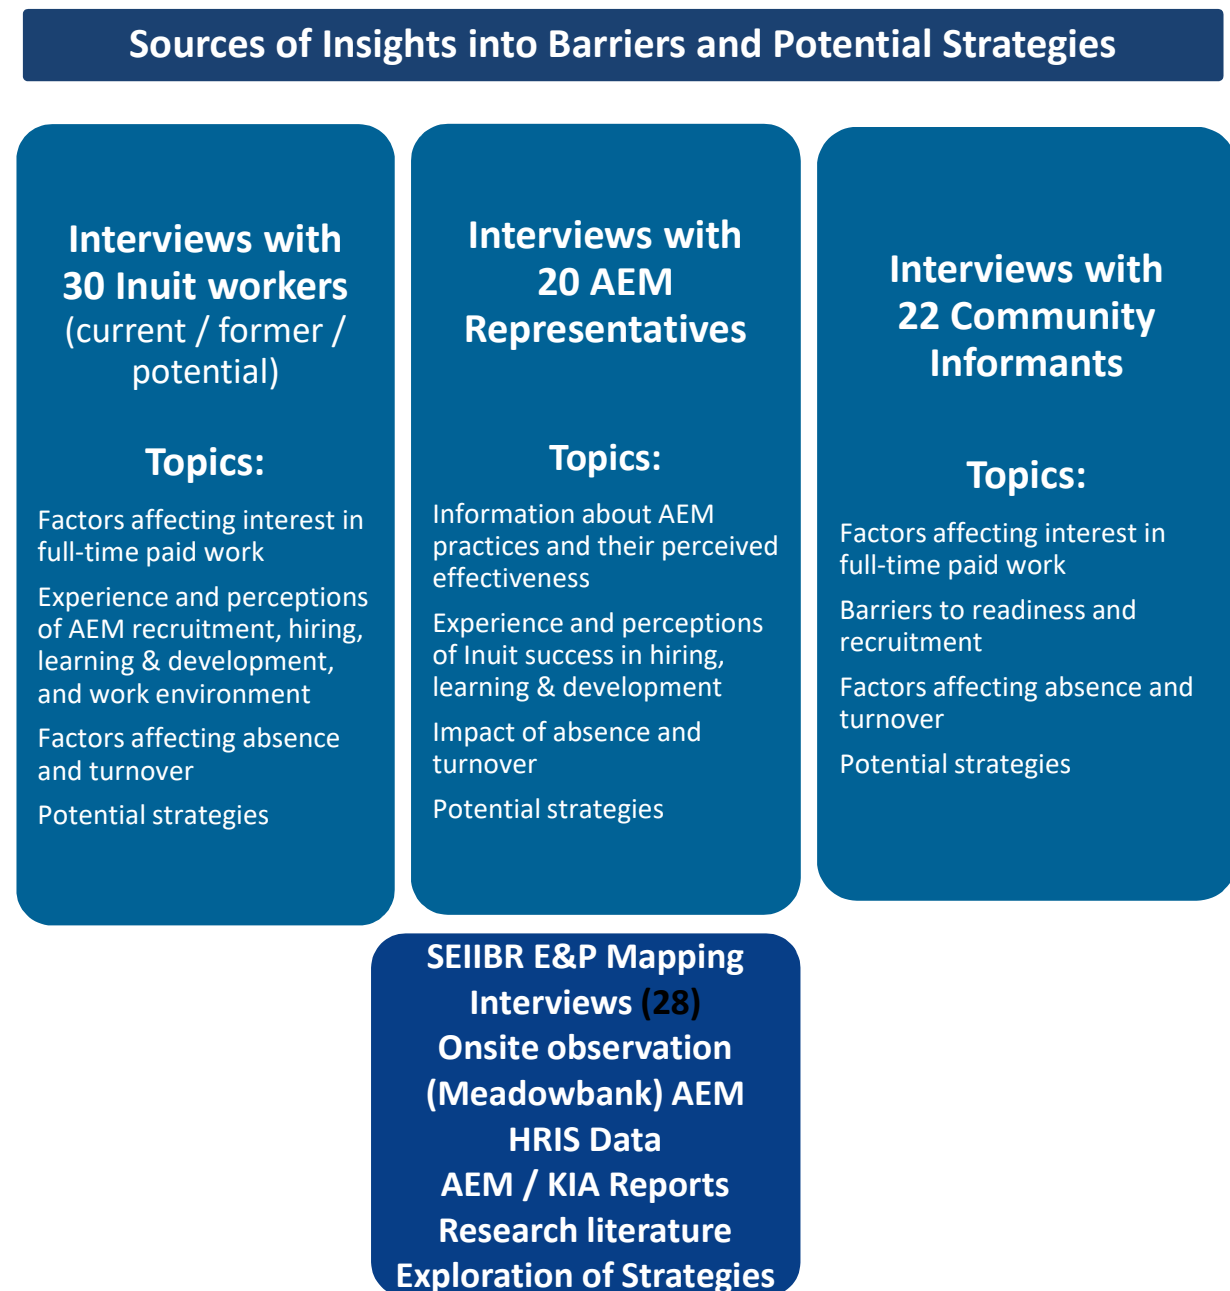 Sources of Insights into Barriers and Potential Strategies
Interviews with
30 Inuit workers
(current / former /
potential)
Topics:
Factors affecting interest in
full-time paid work
Experience and perceptions
of AEM recruitment, hiring,
learning & development,
and work environment
Factors affecting absence
and turnover
Potential strategies
Interviews with
20 AEM
Representatives
Topics:
Information about AEM
practices and their perceived
effectiveness
Experience and perceptions
of Inuit success in hiring,
learning & development
Impact of absence and
turnover
Potential strategies
Interviews with
22 Community
Informants
Topics:
Factors affecting interest in
full-time paid work
Barriers to readiness and
recruitment
Factors affecting absence and
turnover
Potential strategies
SEIIBR E&P Mapping
Interviews (28)
Onsite observation
(Meadowbank) AEM
HRIS Data
AEM / KIA Reports
Research literature
Exploration of Strategies